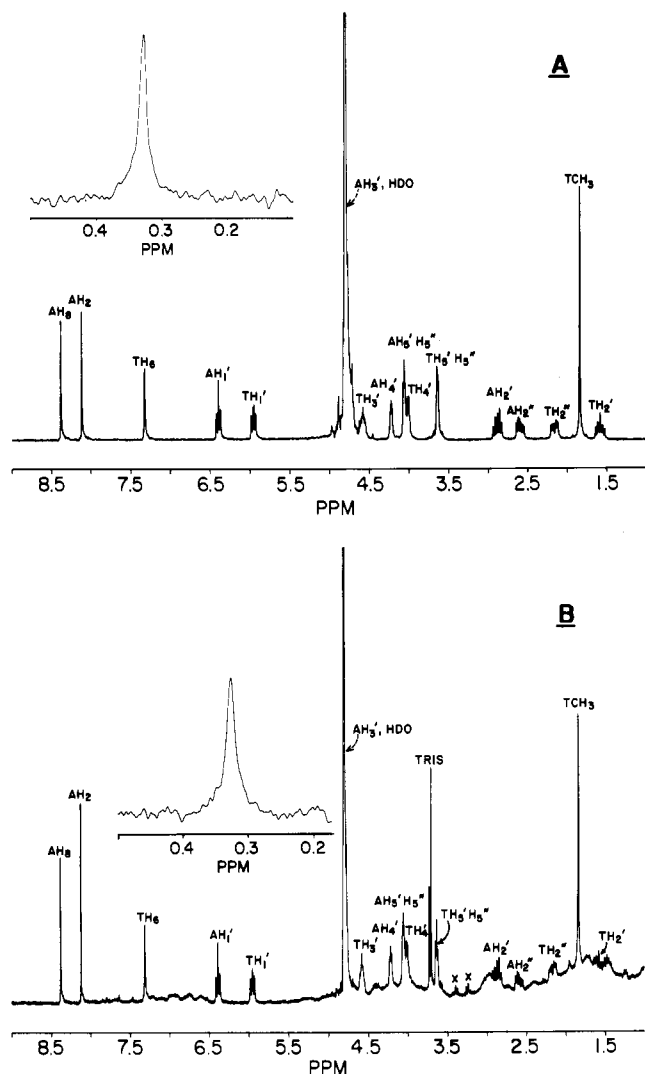 A
0.4 0.3 0.2
PPM
AH₃', HDO
TCH₃
AH₈
AH₂
TH₆
AH₁'
TH₁'
TH₃'
AH₄'
AH₅' H₅"
TH₄'
TH₅' H₅"
AH₂'
AH₂"
TH₂"
TH₂'
8.5 7.5 6.5 5.5 4.5 3.5 2.5 1.5
PPM
B
0.4 0.3 0.2
PPM
AH₃', HDO
TRIS
TCH₃
AH₈
AH₂
TH₆
AH₁'
TH₁'
TH₃'
AH₄'
AH₅' H₅"
TH₄'
TH₅' H₅"
X X
AH₂'
AH₂"
TH₂"
TH₂'
8.5 7.5 6.5 5.5 4.5 3.5 2.5 1.5
PPM